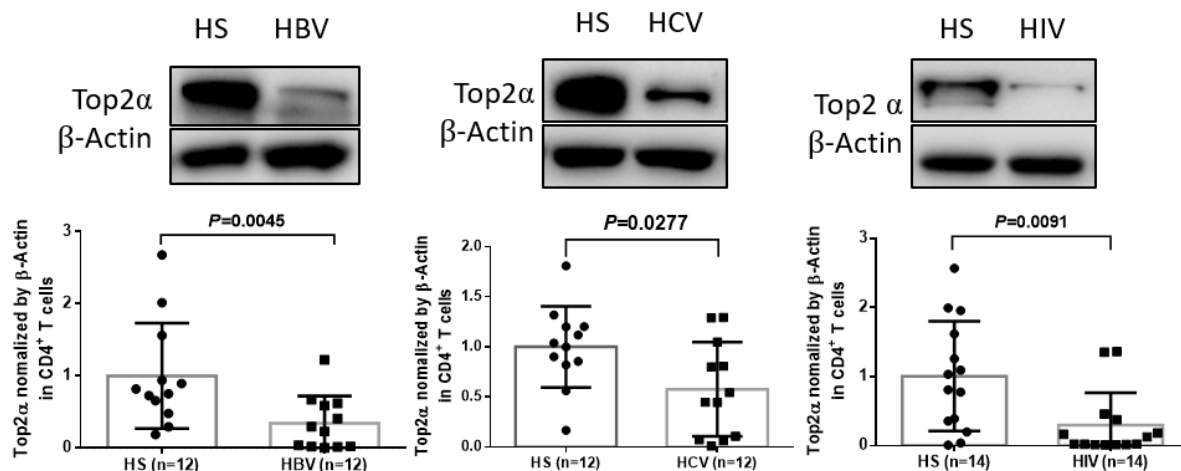 HS HBV
Top2α
β-Actin
P=0.0045
Top2α nomalized by β-Actin
in CD4+ T cells
3
2
1
0
HS (n=12) HBV (n=12)
HS HCV
Top2α
β-Actin
P=0.0277
Top2α nomalized by β-Actin
in CD4+ T cells
2.0
1.5
1.0
0.5
0.0
HS (n=12) HCV (n=12)
HS HIV
Top2 α
β-Actin
P=0.0091
Top2α nomalized by β-Actin
in CD4+ T cells
3
2
1
0
HS (n=14) HIV (n=14)